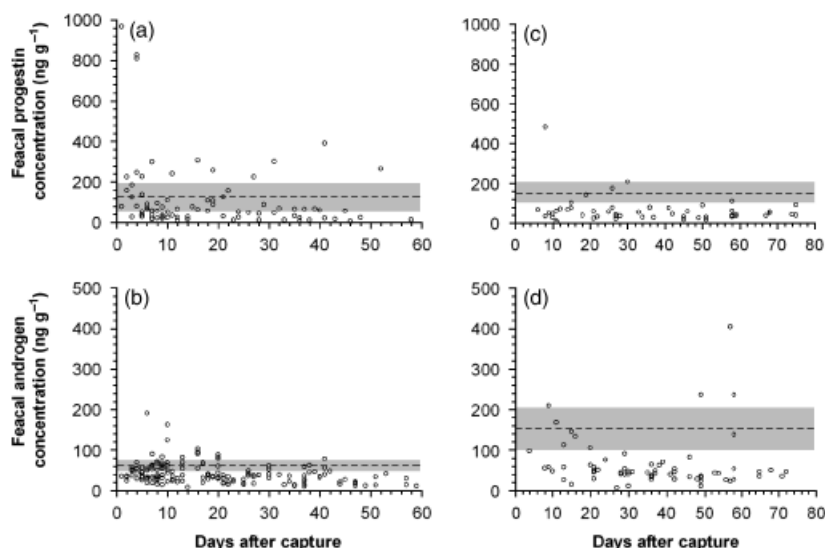 (a)
(c)
Feacal progestin
concentration (ng g⁻¹)
1000
800
600
400
200
0
0 10 20 30 40 50 60
1000
800
600
400
200
0
0 10 20 30 40 50 60 70 80
(b)
(d)
Feacal androgen
concentration (ng g⁻¹)
500
400
300
200
100
0
0 10 20 30 40 50 60
500
400
300
200
100
0
0 10 20 30 40 50 60 70 80
Days after capture
Days after capture